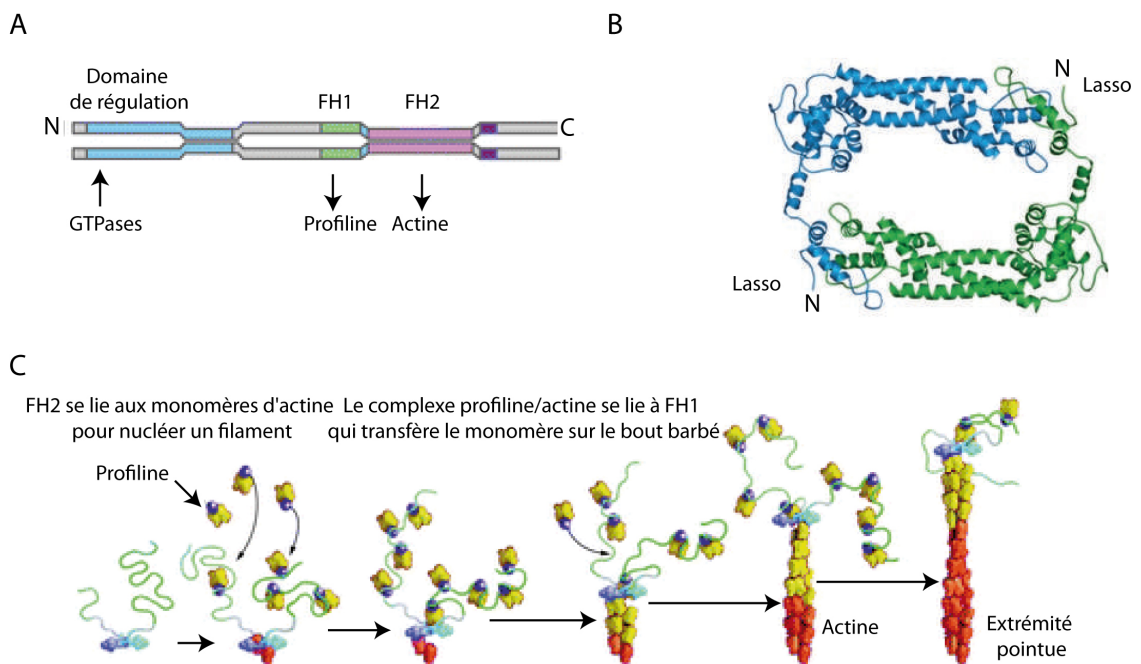 A
B
Domaine
de régulation
FH1
FH2
N
C
GTPases
Profiline
Actine
N
Lasso
Lasso
N
C
FH2 se lie aux monomères d'actine
pour nucléer un filament
Le complexe profiline/actine se lie à FH1
qui transfère le monomère sur le bout barbé
Profiline
Actine
Extrémité
pointue